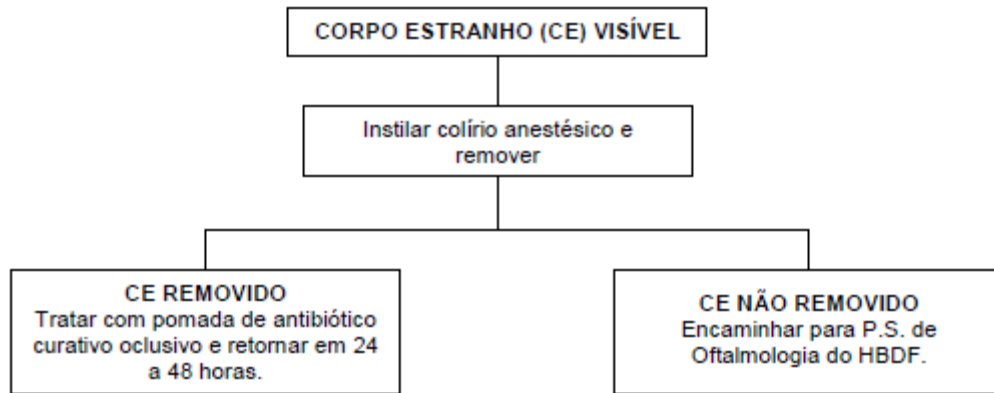 CORPO ESTRANHO (CE) VISÍVEL
Instilar colírio anestésico e
remover
CE REMOVIDO
Tratar com pomada de antibiótico
curativo oclusivo e retornar em 24
a 48 horas.
CE NÃO REMOVIDO
Encaminhar para P.S. de
Oftalmologia do HBDF.